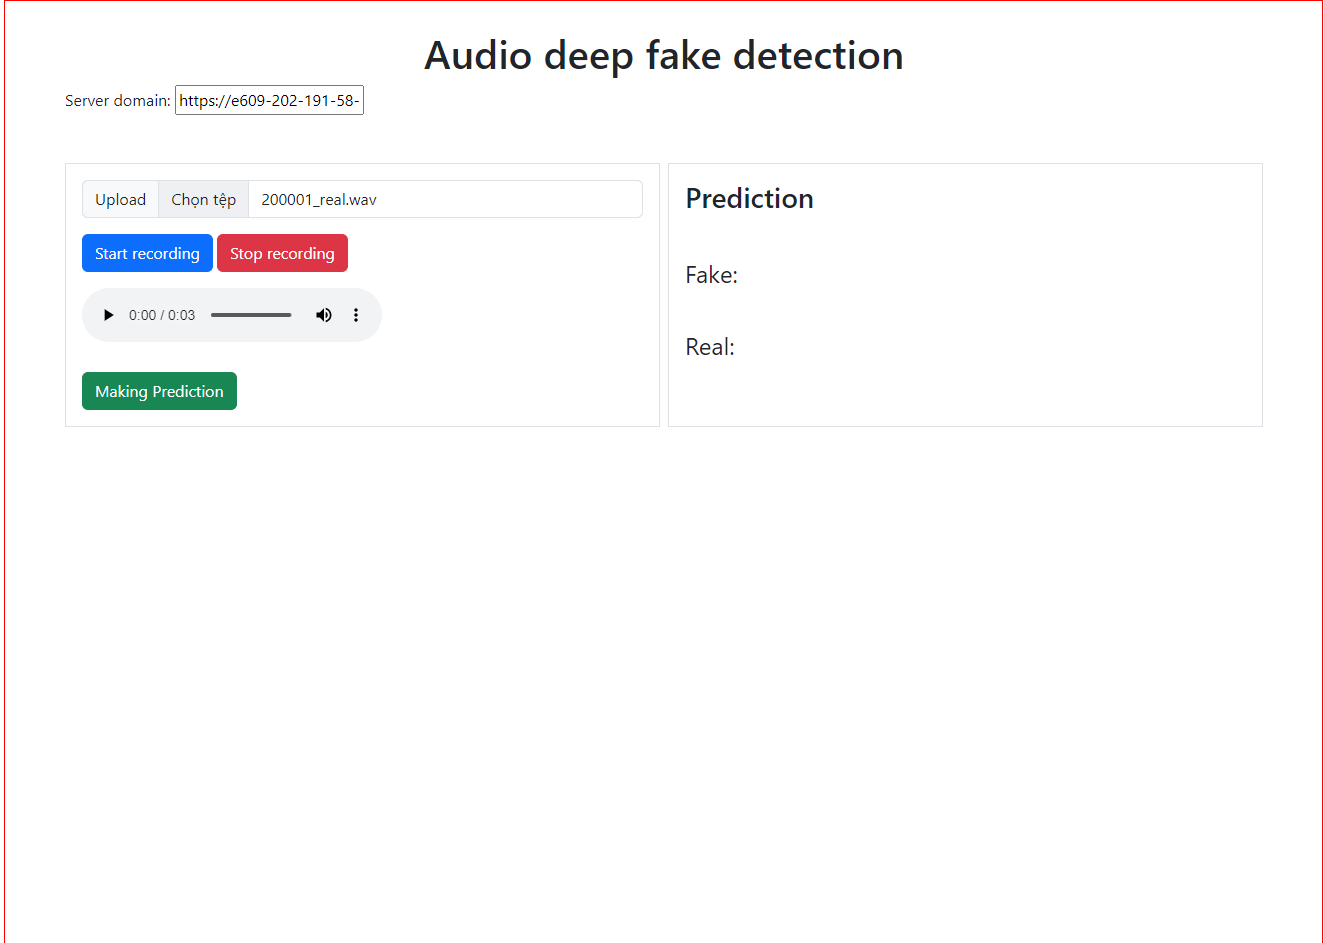 Audio deep fake detection
Server domain: https://e609-202-191-58-
Upload Chọn tệp 200001_real.wav
Start recording Stop recording
0:00 / 0:03
Making Prediction
Prediction
Fake:
Real: